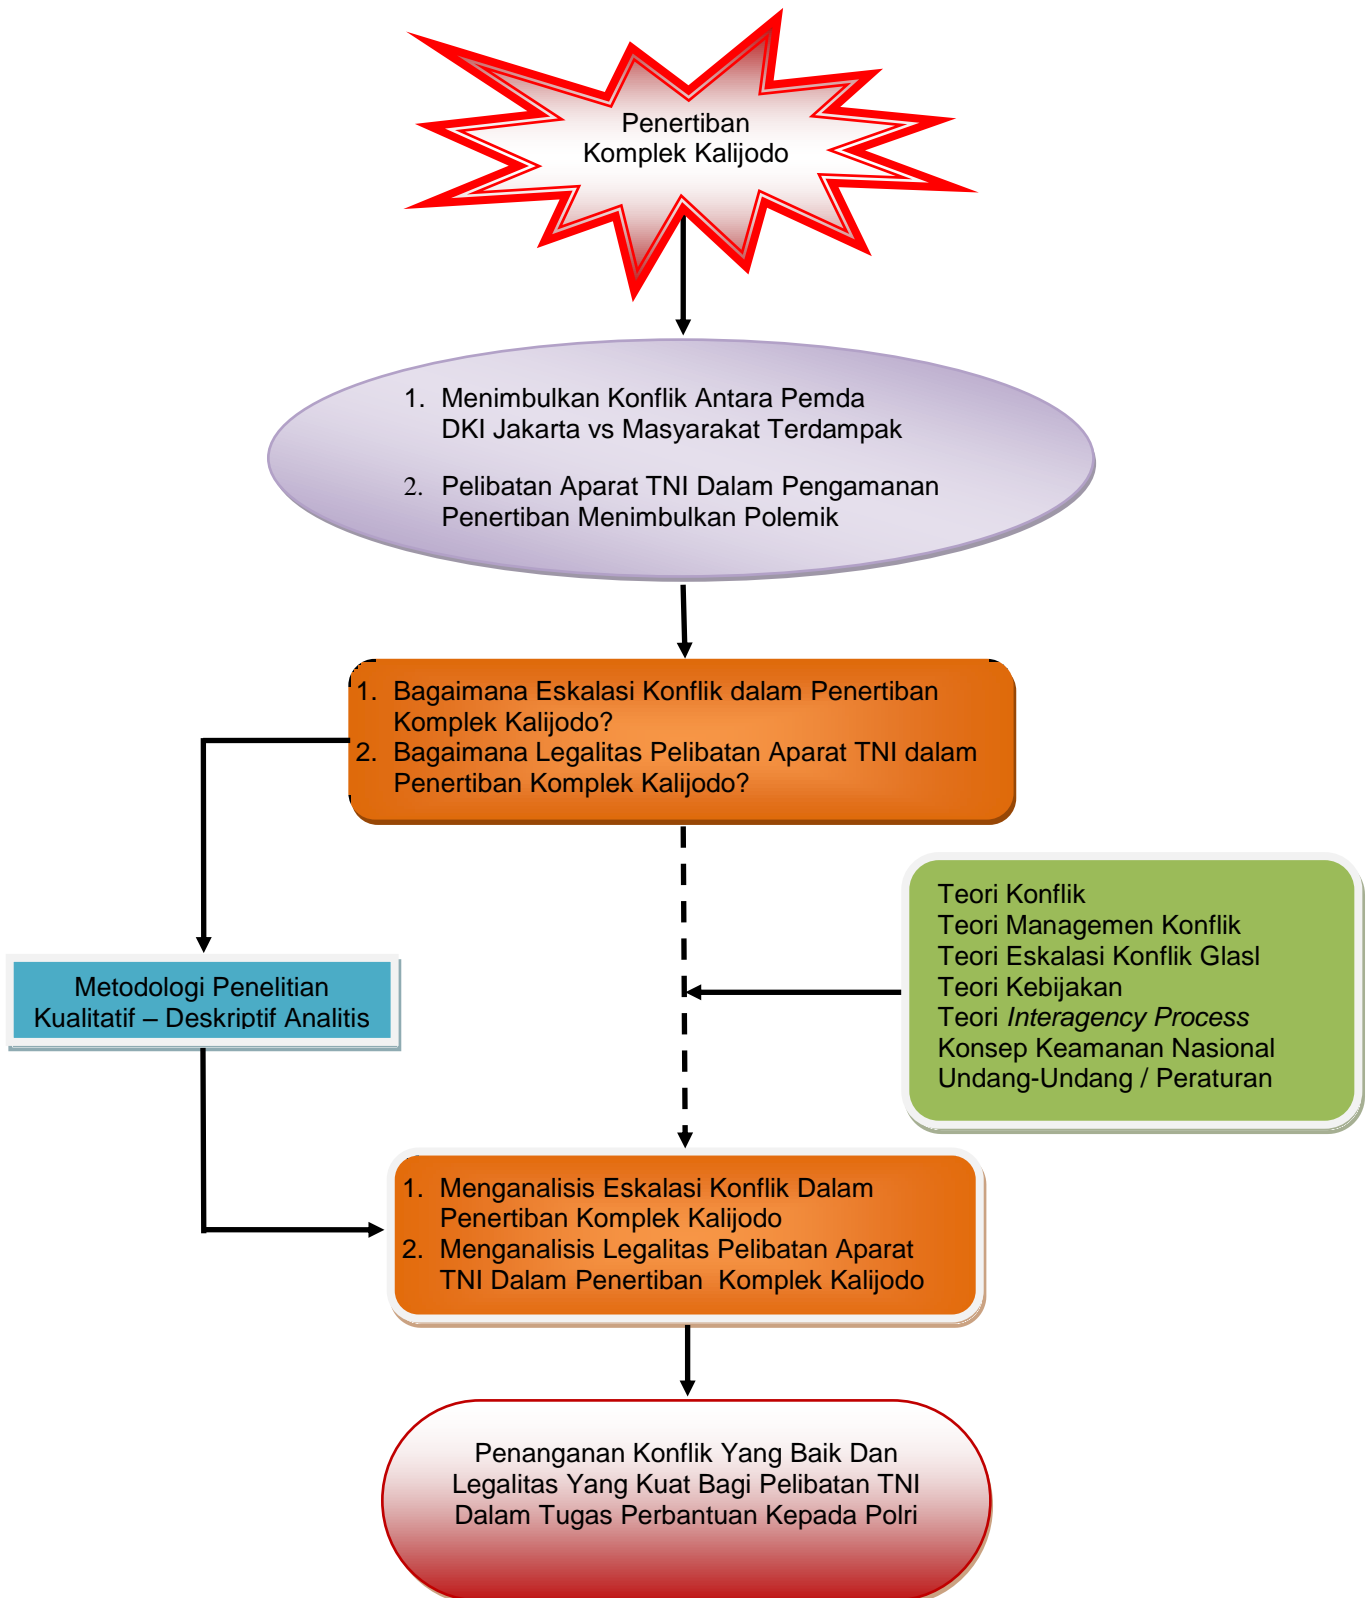 Penertiban
Komplek Kalijodo
1. Menimbulkan Konflik Antara Pemda
DKI Jakarta vs Masyarakat Terdampak
2. Pelibatan Aparat TNI Dalam Pengamanan
Penertiban Menimbulkan Polemik
1. Bagaimana Eskalasi Konflik dalam Penertiban
Komplek Kalijodo?
2. Bagaimana Legalitas Pelibatan Aparat TNI dalam
Penertiban Komplek Kalijodo?
Teori Konflik
Teori Managemen Konflik
Teori Eskalasi Konflik Glasl
Teori Kebijakan
Teori Interagency Process
Konsep Keamanan Nasional
Undang-Undang / Peraturan
Metodologi Penelitian
Kualitatif – Deskriptif Analitis
1. Menganalisis Eskalasi Konflik Dalam
Penertiban Komplek Kalijodo
2. Menganalisis Legalitas Pelibatan Aparat
TNI Dalam Penertiban Komplek Kalijodo
Penanganan Konflik Yang Baik Dan
Legalitas Yang Kuat Bagi Pelibatan TNI
Dalam Tugas Perbantuan Kepada Polri